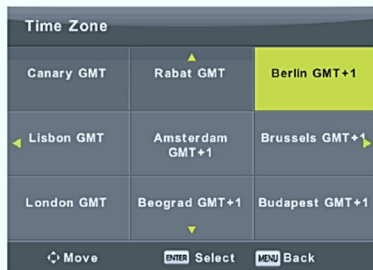 Time Zone
Canary GMT
Rabat GMT
Berlin GMT+1
Lisbon GMT
Amsterdam
GMT+1
Brussels GMT+1
London GMT
Beograd GMT+1
Budapest GMT+1
Move
ENTER Select
MENU Back